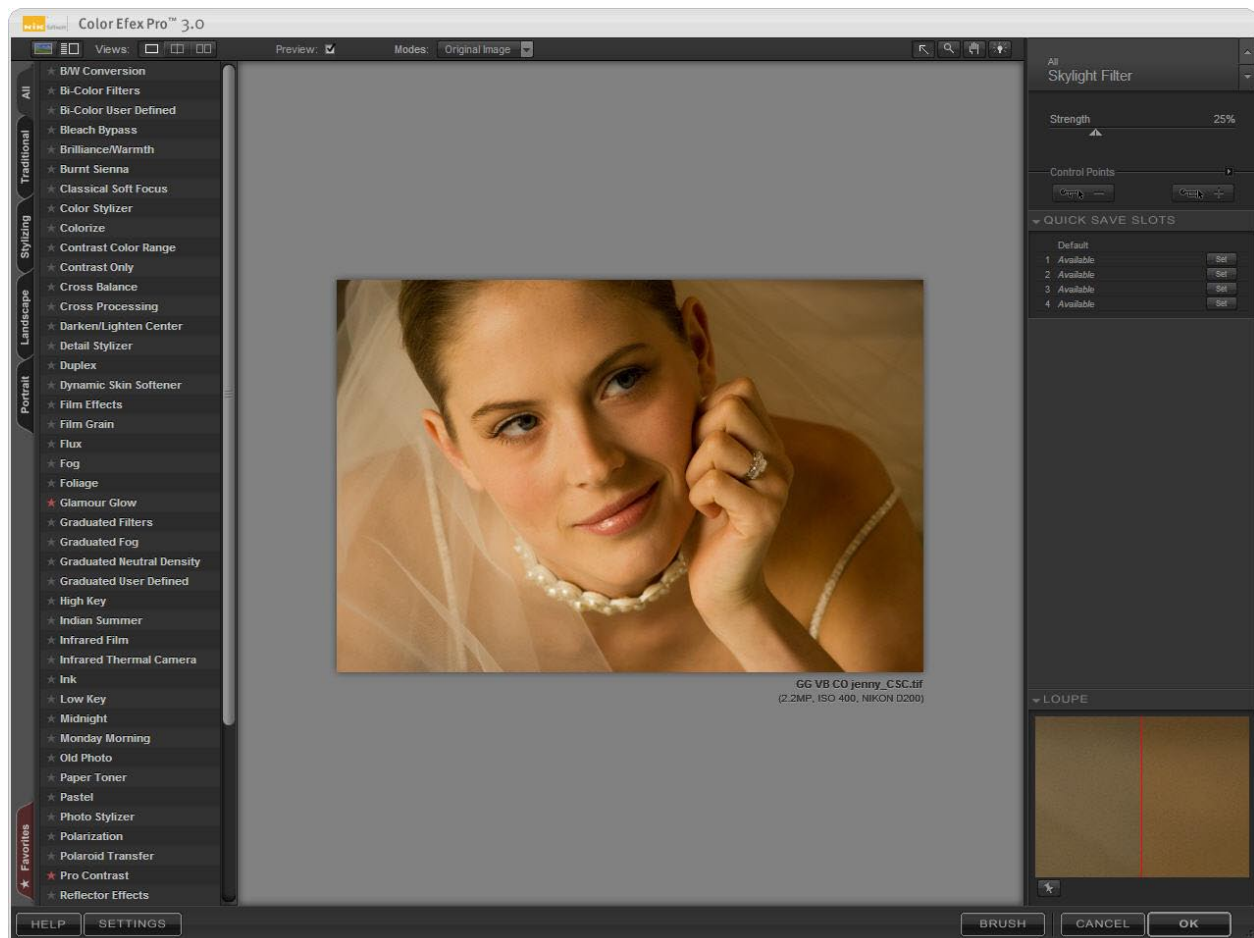 Color Efex Pro™ 3.0
Views:
Preview:
Modes: Original Image
All
Traditional
Stylizing
Landscape
Portrait
Favorites
B/W Conversion
Bi-Color Filters
Bi-Color User Defined
Bleach Bypass
Brilliance/Warmth
Burnt Sienna
Classical Soft Focus
Color Stylizer
Colorize
Contrast Color Range
Contrast Only
Cross Balance
Cross Processing
Darken/Lighten Center
Detail Stylizer
Duplex
Dynamic Skin Softener
Film Effects
Film Grain
Flux
Fog
Foliage
Glamour Glow
Graduated Filters
Graduated Fog
Graduated Neutral Density
Graduated User Defined
High Key
Indian Summer
Infrared Film
Infrared Thermal Camera
Ink
Low Key
Midnight
Monday Morning
Old Photo
Paper Toner
Pastel
Photo Stylizer
Polarization
Polaroid Transfer
Pro Contrast
Reflector Effects
GG VB CO jenny_CSC.tif
(2.2MP, ISO 400, NIKON D200)
All
Skylight Filter
Strength 25%
Control Points
QUICK SAVE SLOTS
Default
1 Available Set
2 Available Set
3 Available Set
4 Available Set
LOUPE
HELP SETTINGS BRUSH CANCEL OK